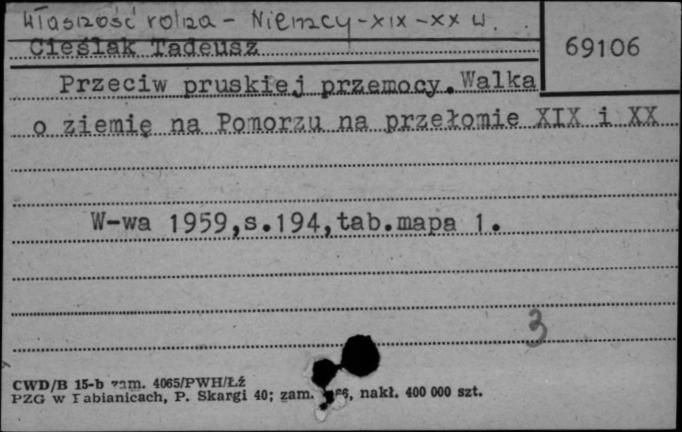 Własność rolna - Niemcy - XIX - XX w.
Cieślak Tadeusz
69106
Przeciw pruskiej przemocy. Walka
o ziemię na Pomorzu na przełomie XIX i XX
W-wa 1959,s.194,tab.mapa 1.
3
CWD/B 15-b zam. 4065/PWH/Łź
PZG w Pabianicach, P. Skargi 40; zam. 66, nakł. 400 000 szt.